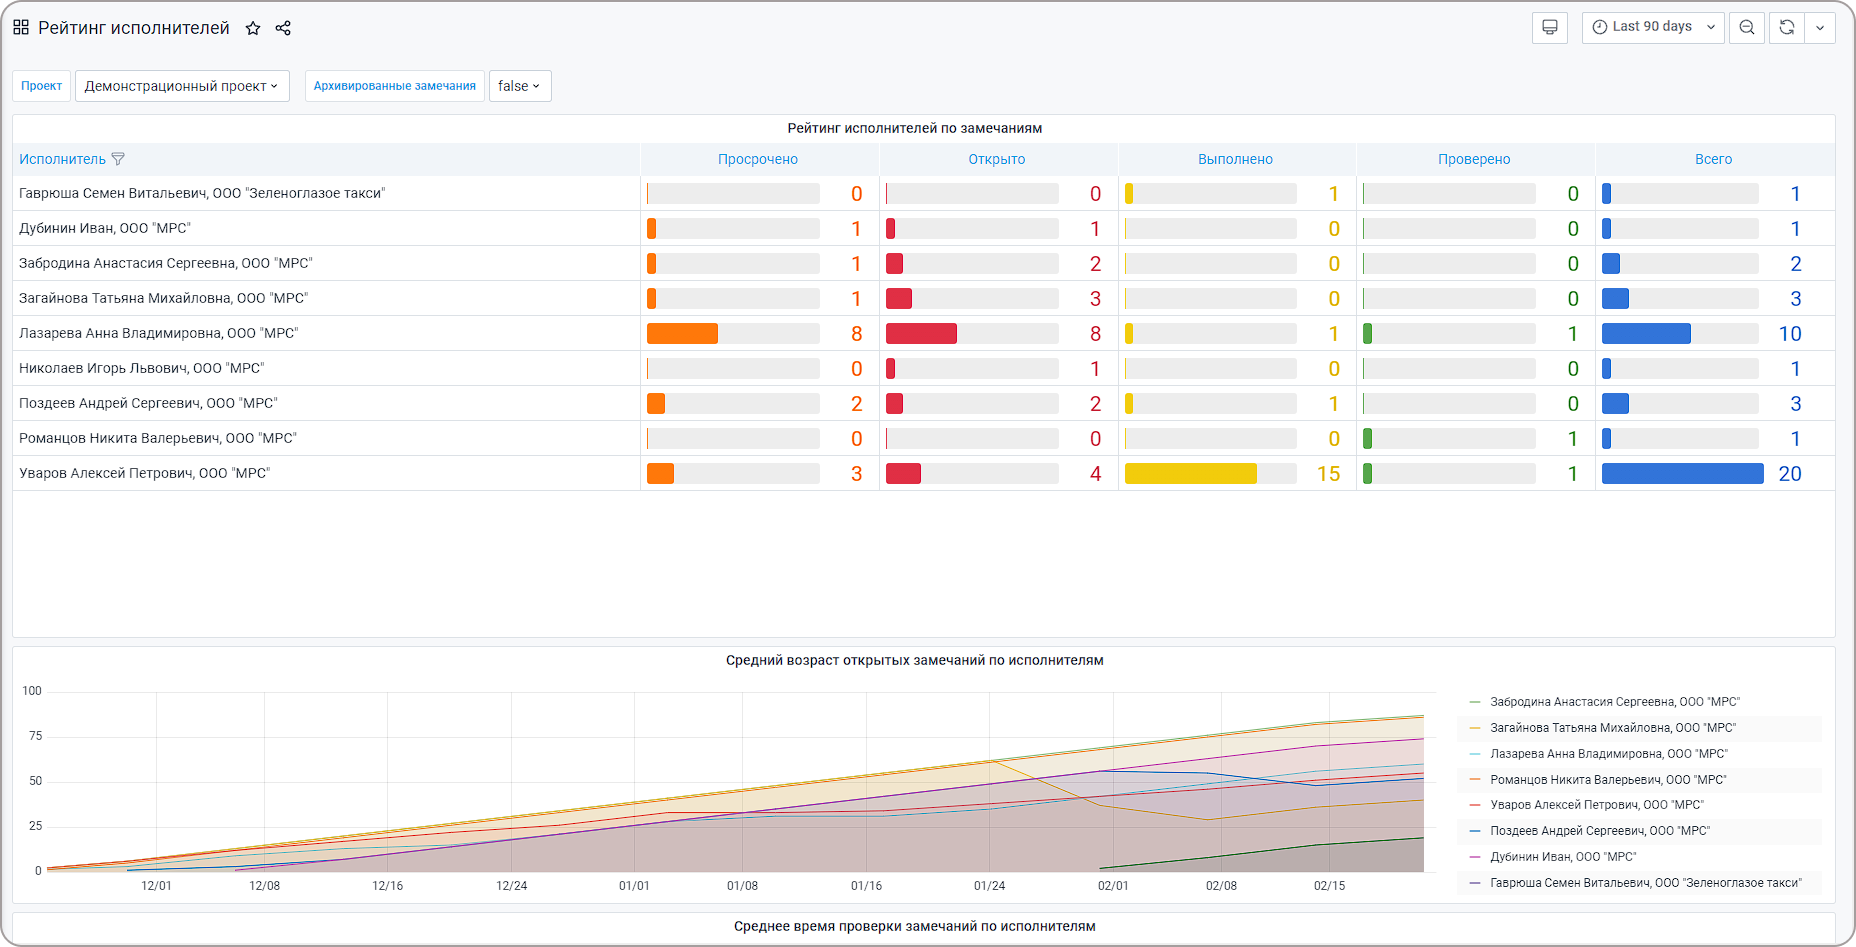 Рейтинг исполнителей
Last 90 days
Проект Демонстрационный проект Архивированные замечания false
Рейтинг исполнителей по замечаниям
Исполнитель Просрочено Открыто Выполнено Проверено Всего
Гаврюша Семен Витальевич, ООО "Зеленоглазое такси" 0 0 1 0 1
Дубинин Иван, ООО "МРС" 1 1 0 0 1
Забродина Анастасия Сергеевна, ООО "МРС" 1 2 0 0 2
Загайнова Татьяна Михайловна, ООО "МРС" 1 3 0 0 3
Лазарева Анна Владимировна, ООО "МРС" 8 8 1 1 10
Николаев Игорь Львович, ООО "МРС" 0 1 0 0 1
Поздеев Андрей Сергеевич, ООО "МРС" 2 2 1 0 3
Романцов Никита Валерьевич, ООО "МРС" 0 0 0 1 1
Уваров Алексей Петрович, ООО "МРС" 3 4 15 1 20
Средний возраст открытых замечаний по исполнителям
100
75
50
25
0
12/01 12/08 12/16 12/24 01/01 01/08 01/16 01/24 02/01 02/08 02/15
Забродина Анастасия Сергеевна, ООО "МРС"
Загайнова Татьяна Михайловна, ООО "МРС"
Лазарева Анна Владимировна, ООО "МРС"
Романцов Никита Валерьевич, ООО "МРС"
Уваров Алексей Петрович, ООО "МРС"
Поздеев Андрей Сергеевич, ООО "МРС"
Дубинин Иван, ООО "МРС"
Гаврюша Семен Витальевич, ООО "Зеленоглазое такси"
Среднее время проверки замечаний по исполнителям